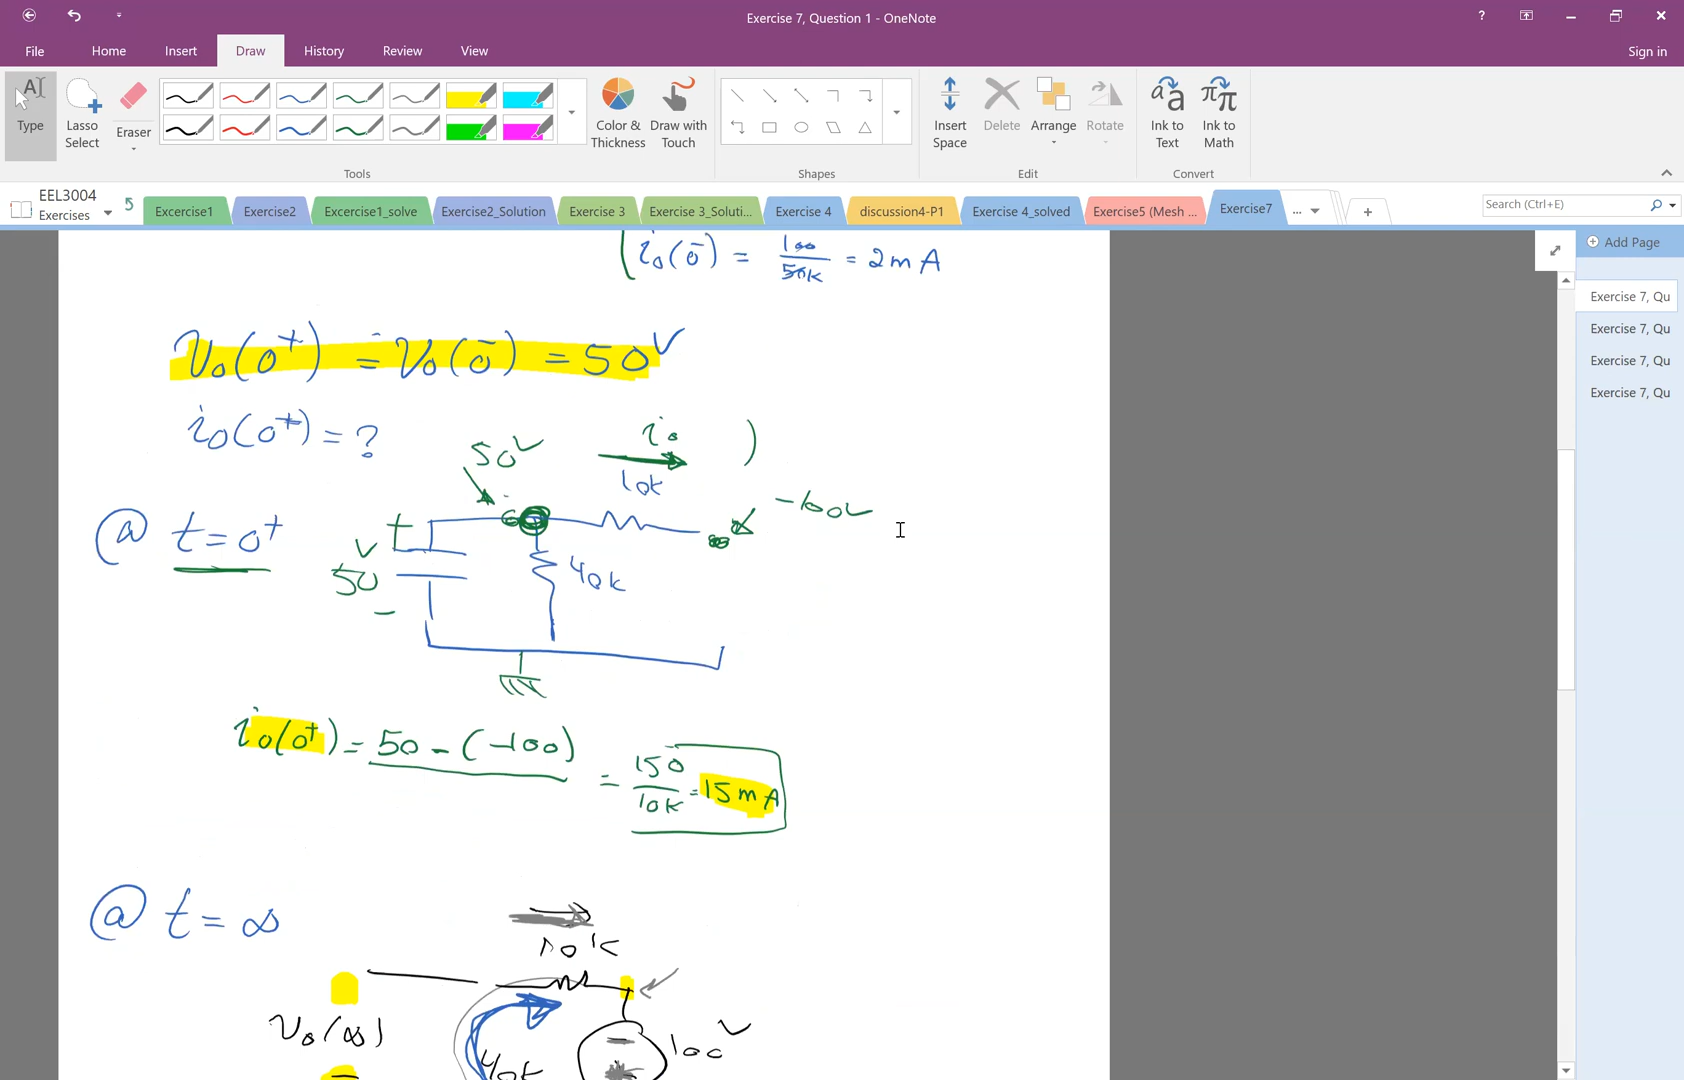 Exercise 7, Question 1 - OneNote
?
File Home Insert Draw History Review View Sign in
Type
Lasso Select
Eraser
Color & Thickness
Draw with Touch
Insert Space
Delete
Arrange
Rotate
Ink to Text
Ink to Math
Tools Shapes Edit Convert
EEL3004 Exercises
Excercise1 Exercise2 Excercise1_solve Exercise2_Solution Exercise 3 Exercise 3_Soluti... Exercise 4 discussion4-P1 Exercise 4_solved Exercise5 (Mesh ... Exercise7 ... +
Search (Ctrl+E)
Add Page
Exercise 7, Qu
Exercise 7, Qu
Exercise 7, Qu
Exercise 7, Qu
i₀(0⁻) = 100/50k = 2mA
V₀(0⁺) = V₀(0⁻) = 50V
i₀(0⁺) = ?
50V
i₀
10k
-100V
@ t=0⁺
+
50V
-
40k
i₀(0⁺) = 50 - (-100) = 150/10k = 15mA
@ t = ∞
10k
V₀(∞)
100V
40k